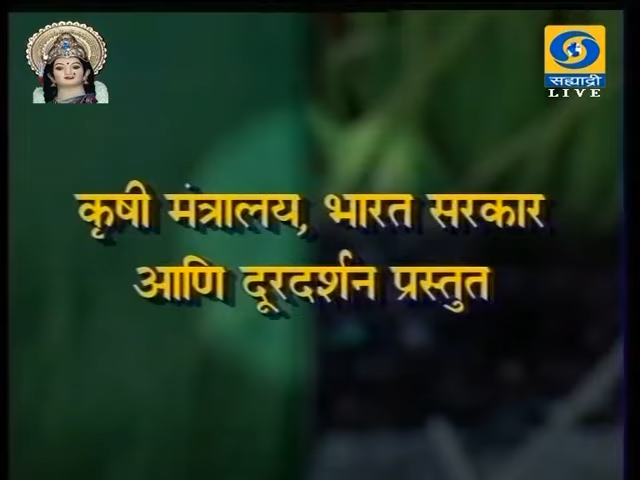 सह्याद्री
LIVE
कृषी मंत्रालय, भारत सरकार
आणि दूरदर्शन प्रस्तुत